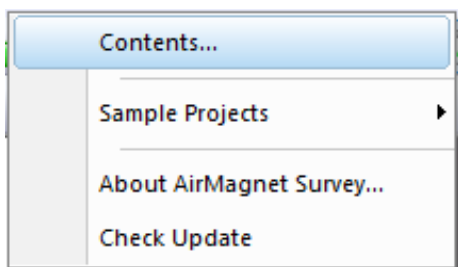 Contents...
Sample Projects
About AirMagnet Survey...
Check Update